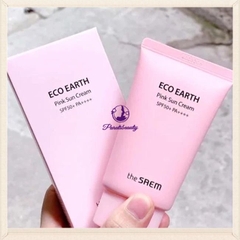 ECO EARTH
Pink Sun Cream
SPF50+ PA++++
ECO EARTH
Pink Sun Cream
SPF50+ PA++++
the SAEM